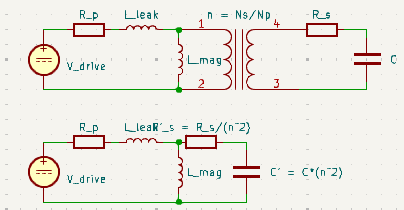 R_p L_leak n = Ns/Np R_s
1 4
V_drive L_mag C
2 3
R_p L_leak R'_s = R_s/(n^2)
V_drive L_mag C' = C*(n^2)